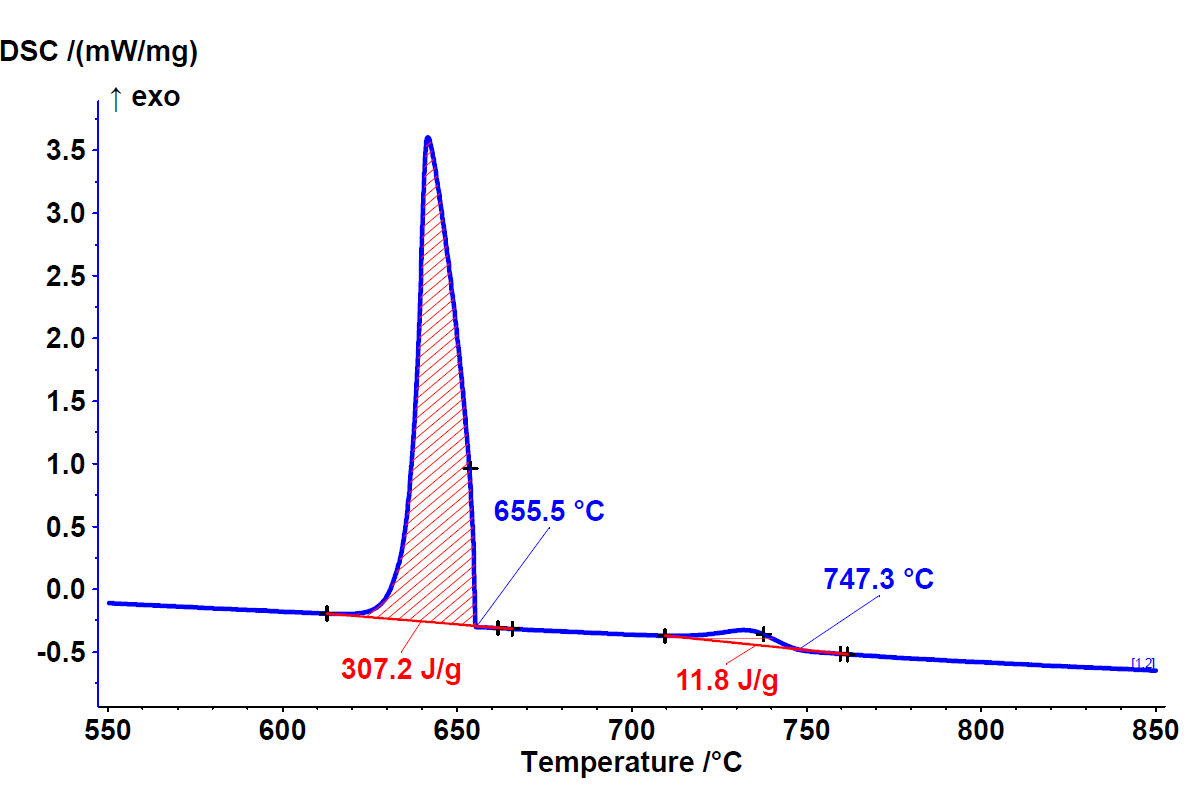 DSC /(mW/mg)
↑ exo
3.5
3.0
2.5
2.0
1.5
1.0
0.5
0.0
-0.5
655.5 °C
747.3 °C
307.2 J/g
11.8 J/g
[1.2]
550 600 650 700 750 800 850
Temperature /°C